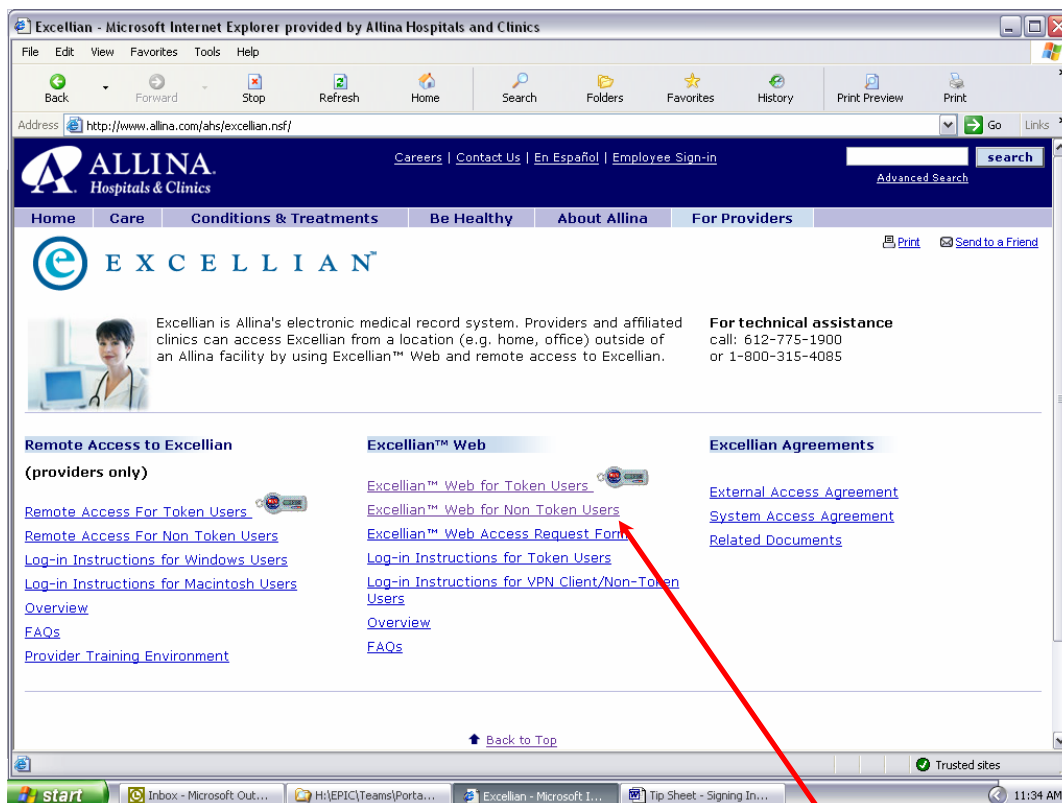 Excellian - Microsoft Internet Explorer provided by Allina Hospitals and Clinics
File Edit View Favorites Tools Help
Back Forward Stop Refresh Home Search Folders Favorites History Print Preview Print
Address http://www.allina.com/ahs/excellian.nsf/ Go Links
ALLINA.
Hospitals & Clinics
Careers | Contact Us | En Español | Employee Sign-in
search
Advanced Search
Home Care Conditions & Treatments Be Healthy About Allina For Providers
Print Send to a Friend
e EXCELLIAN™
Excellian is Allina's electronic medical record system. Providers and affiliated
clinics can access Excellian from a location (e.g. home, office) outside of
an Allina facility by using Excellian™ Web and remote access to Excellian.
For technical assistance
call: 612-775-1900
or 1-800-315-4085
Remote Access to Excellian
(providers only)
Remote Access For Token Users
Remote Access For Non Token Users
Log-in Instructions for Windows Users
Log-in Instructions for Macintosh Users
Overview
FAQs
Provider Training Environment
Excellian™ Web
Excellian™ Web for Token Users
Excellian™ Web for Non Token Users
Excellian™ Web Access Request Form
Log-in Instructions for Token Users
Log-in Instructions for VPN Client/Non-Token
Users
Overview
FAQs
Excellian Agreements
External Access Agreement
System Access Agreement
Related Documents
Back to Top
Trusted sites
start Inbox - Microsoft Out... H:\EPIC\Teams\Porta... Excellian - Microsoft I... Tip Sheet - Signing In... 11:34 AM